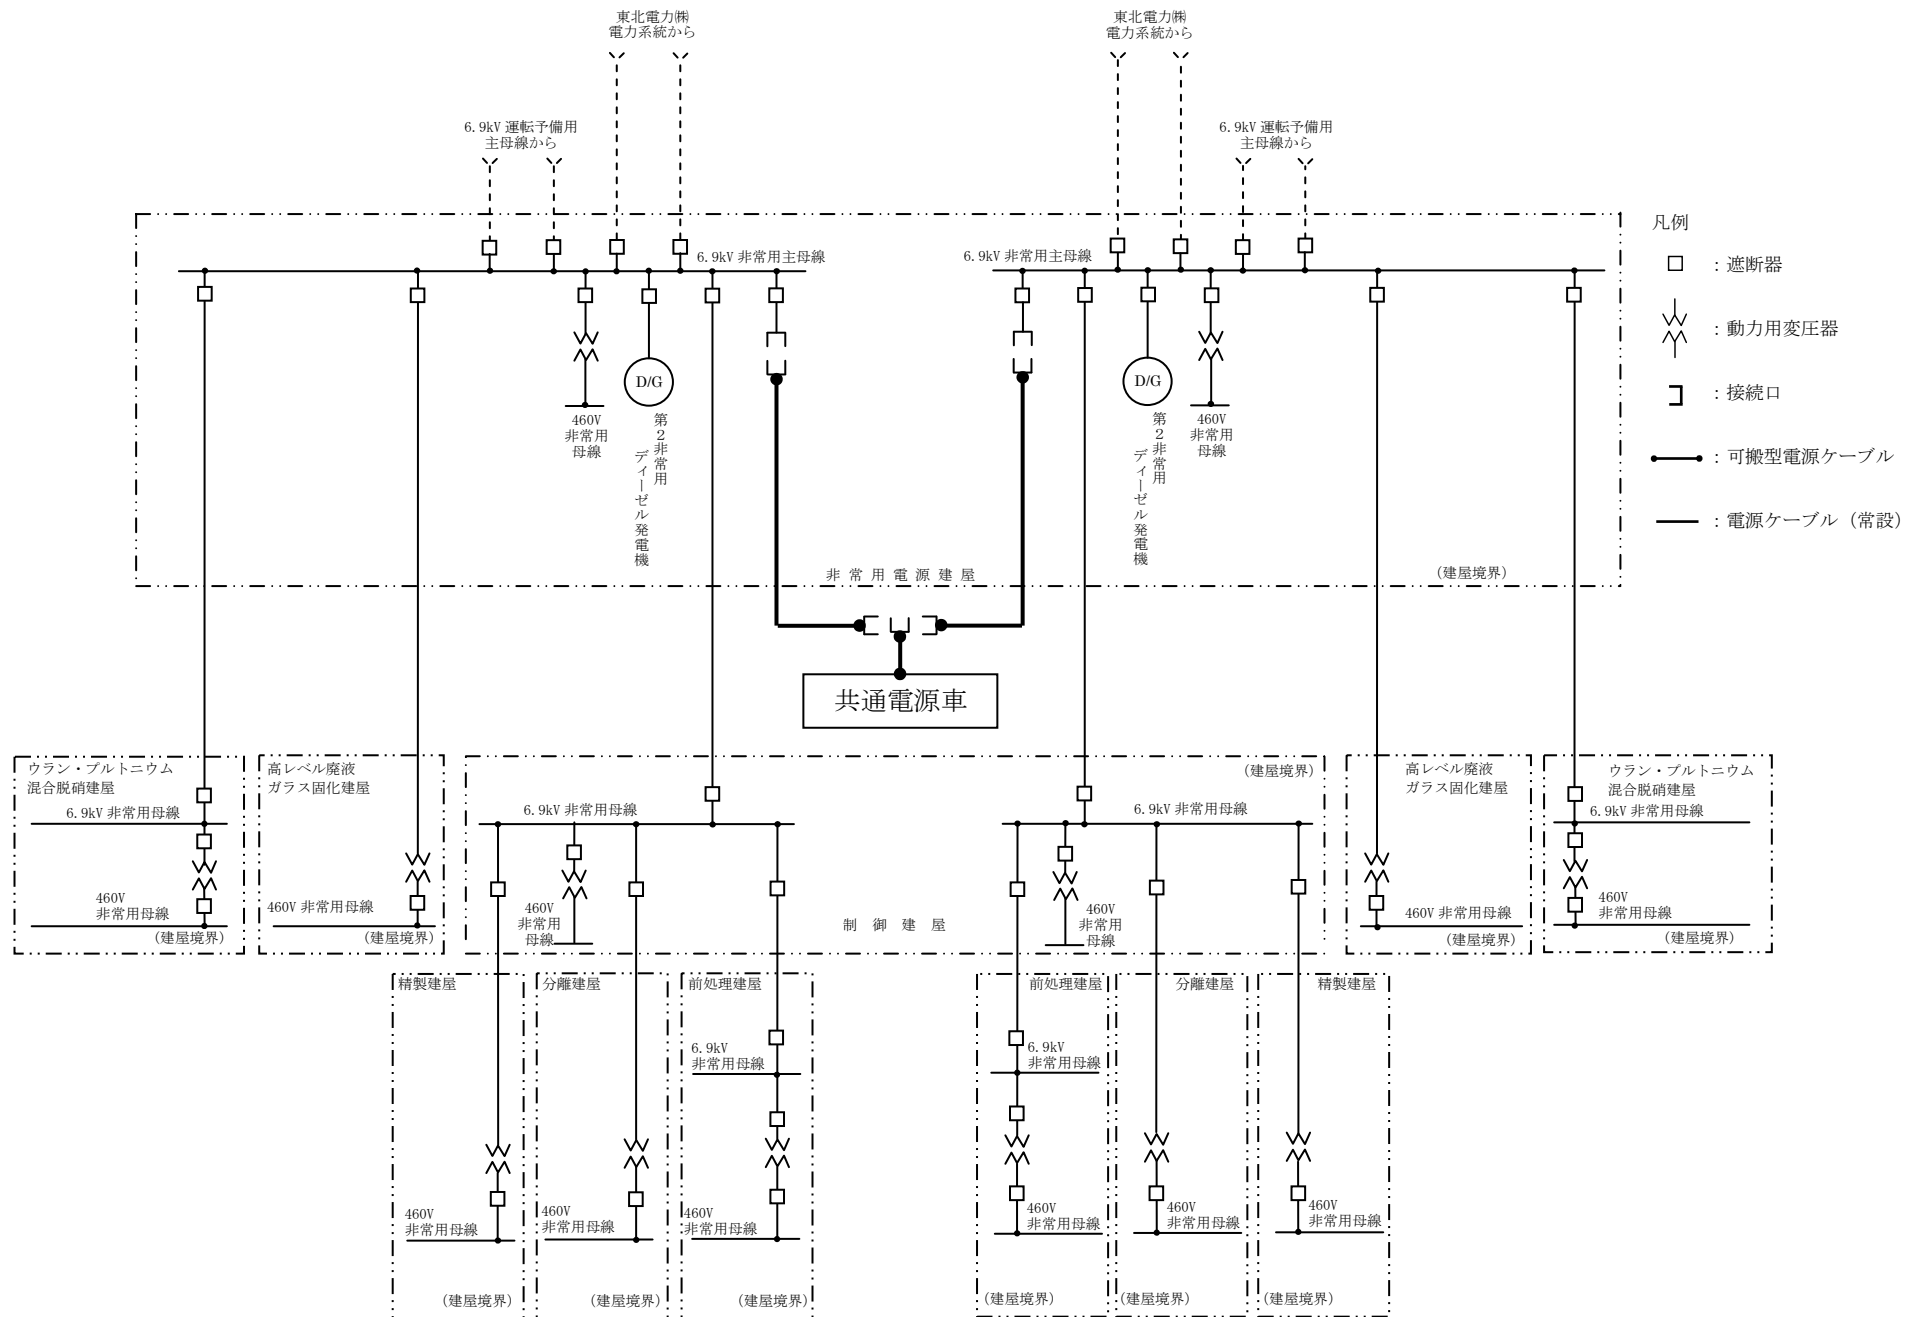 東北電力㈱
電力系統から
東北電力㈱
電力系統から
6.9kV 運転予備用
主母線から
6.9kV 運転予備用
主母線から
凡例
6.9kV 非常用主母線
6.9kV 非常用主母線
：遮断器
：動力用変圧器
：接続口
：可搬型電源ケーブル
：電源ケーブル（常設）
D/G
D/G
460V
非常用
母線
第２非常用
ディーゼル発電機
第２非常用
ディーゼル発電機
460V
非常用
母線
非常用電源建屋
（建屋境界）
共通電源車
ウラン・プルトニウム
混合脱硝建屋
6.9kV 非常用母線
460V
非常用母線
（建屋境界）
高レベル廃液
ガラス固化建屋
460V 非常用母線
（建屋境界）
（建屋境界）
6.9kV 非常用母線
6.9kV 非常用母線
460V
非常用
母線
制御建屋
460V
非常用
母線
高レベル廃液
ガラス固化建屋
460V 非常用母線
（建屋境界）
ウラン・プルトニウム
混合脱硝建屋
6.9kV 非常用母線
460V
非常用母線
（建屋境界）
精製建屋
460V
非常用母線
（建屋境界）
分離建屋
460V
非常用母線
（建屋境界）
前処理建屋
6.9kV
非常用母線
460V
非常用母線
（建屋境界）
前処理建屋
6.9kV
非常用母線
460V
非常用母線
（建屋境界）
分離建屋
460V
非常用母線
（建屋境界）
精製建屋
460V
非常用母線
（建屋境界）